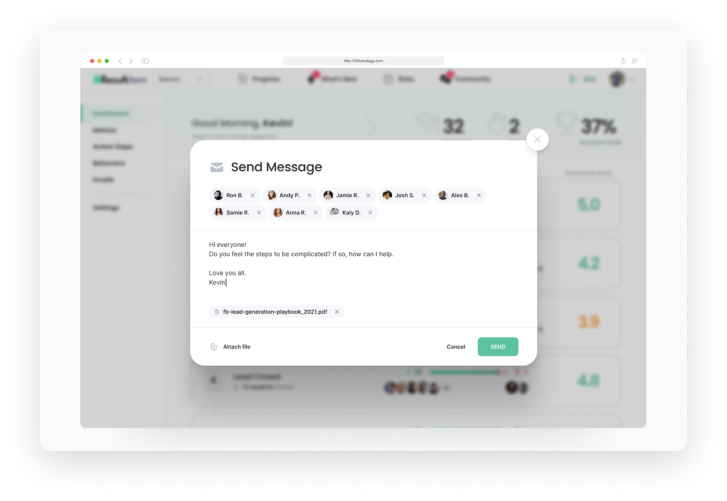 http://30kstrategy.com
ResultGen
Progress
What's New
Stats
Community
Dashboard
Metrics
Action Steps
Behaviors
Emails
Settings
Good Morning, Kevin!
32
2
37%
Send Message
Ron B. ×
Andy P. ×
Jamie R. ×
Josh S. ×
Alex B. ×
Samie R. ×
Anna R. ×
Kaly D. ×
Hi everyone!
Do you feel the steps to be complicated? If so, how can I help.
Love you all.
Kevin
fb-lead-generation-playbook_2021.pdf ×
Attach file
Cancel
SEND
5.0
4.2
3.9
4.8